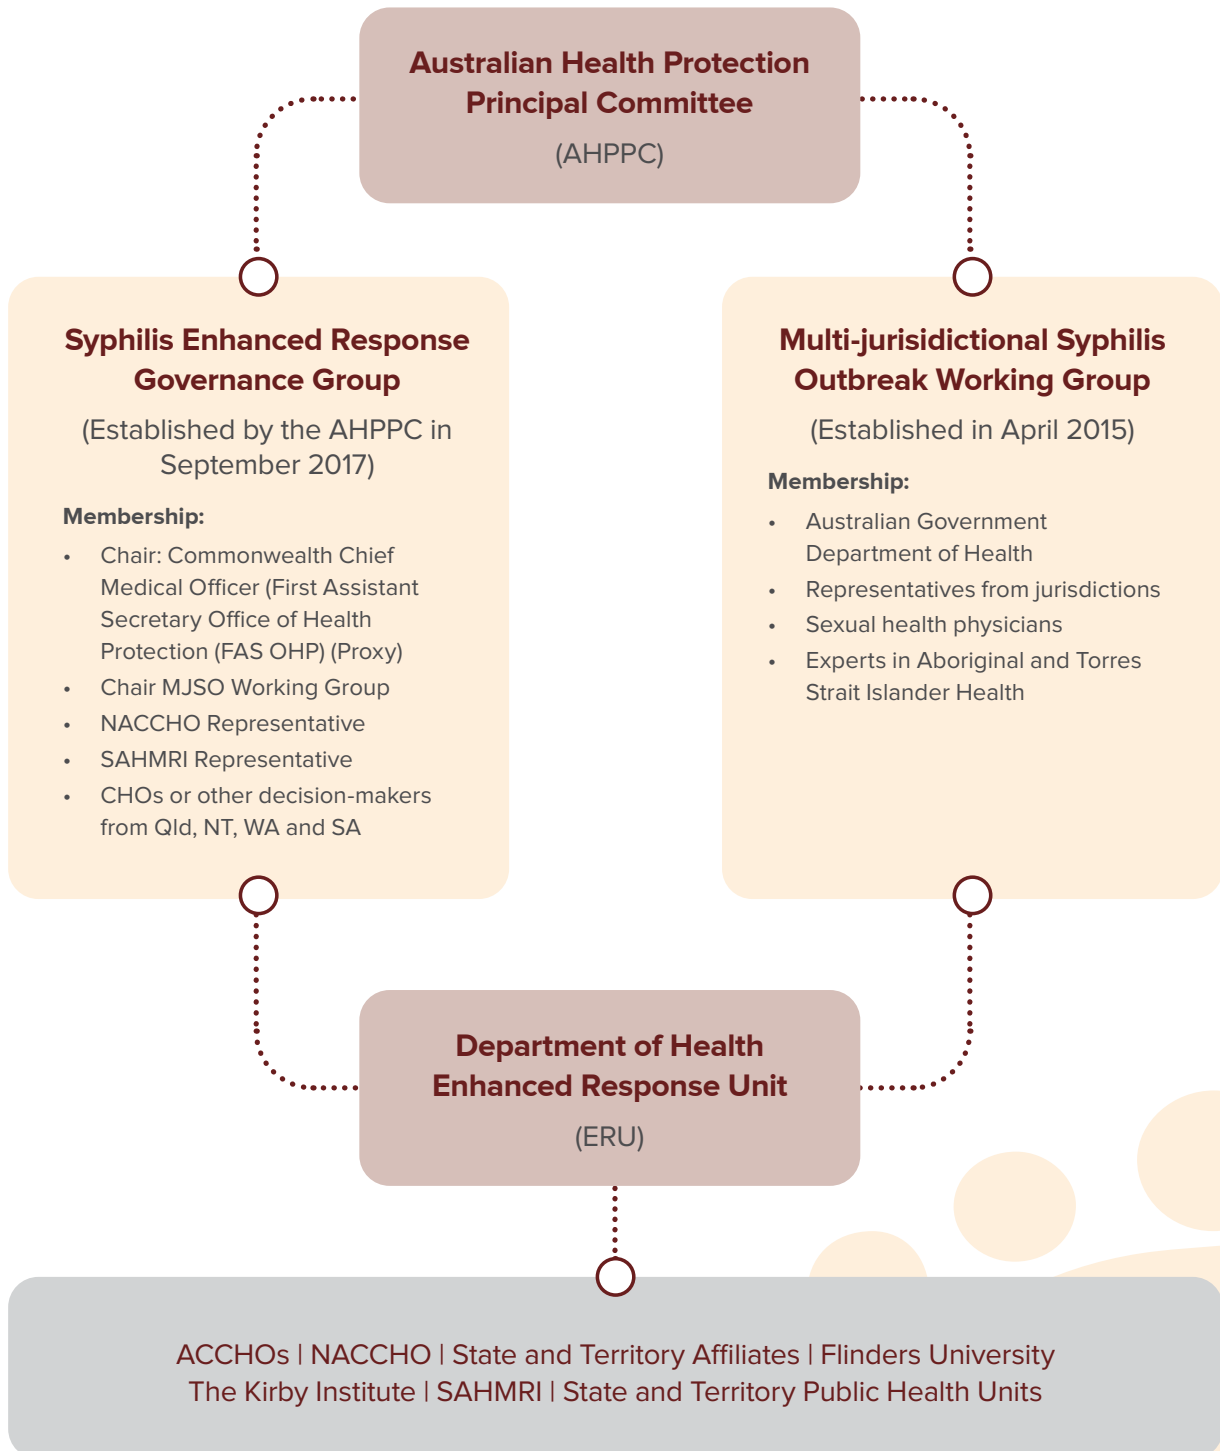 Australian Health Protection
Principal Committee
(AHPPC)
Syphilis Enhanced Response
Governance Group
(Established by the AHPPC in
September 2017)
Membership:
• Chair: Commonwealth Chief
Medical Officer (First Assistant
Secretary Office of Health
Protection (FAS OHP) (Proxy)
• Chair MJSO Working Group
• NACCHO Representative
• SAHMRI Representative
• CHOs or other decision-makers
from Qld, NT, WA and SA
Multi-jurisidictional Syphilis
Outbreak Working Group
(Established in April 2015)
Membership:
• Australian Government
Department of Health
• Representatives from jurisdictions
• Sexual health physicians
• Experts in Aboriginal and Torres
Strait Islander Health
Department of Health
Enhanced Response Unit
(ERU)
ACCHOs | NACCHO | State and Territory Affiliates | Flinders University
The Kirby Institute | SAHMRI | State and Territory Public Health Units